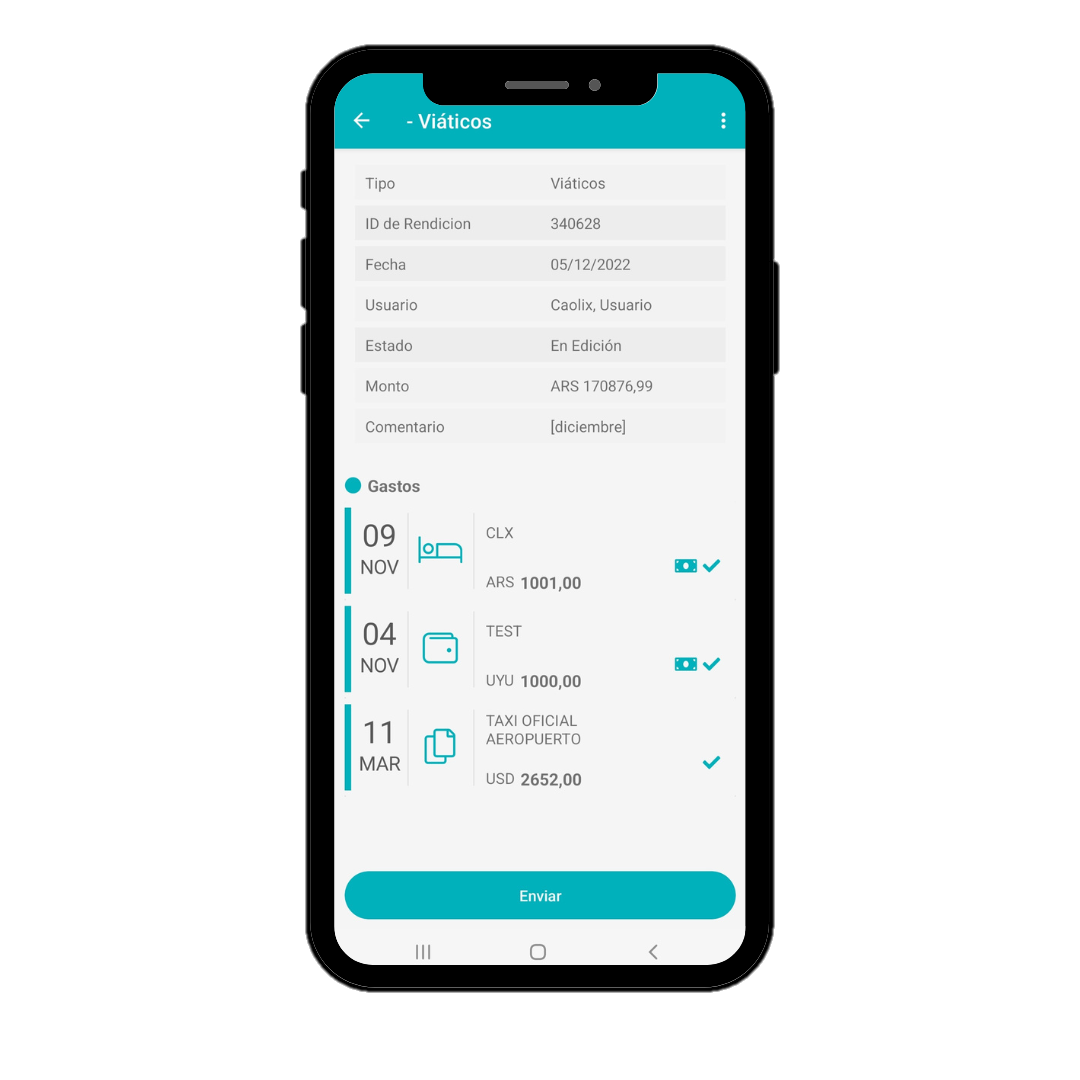 - Viáticos
Tipo Viáticos
ID de Rendicion 340628
Fecha 05/12/2022
Usuario Caolix, Usuario
Estado En Edición
Monto ARS 170876,99
Comentario [diciembre]
Gastos
09
NOV
CLX
ARS 1001,00
04
NOV
TEST
UYU 1000,00
11
MAR
TAXI OFICIAL
AEROPUERTO
USD 2652,00
Enviar